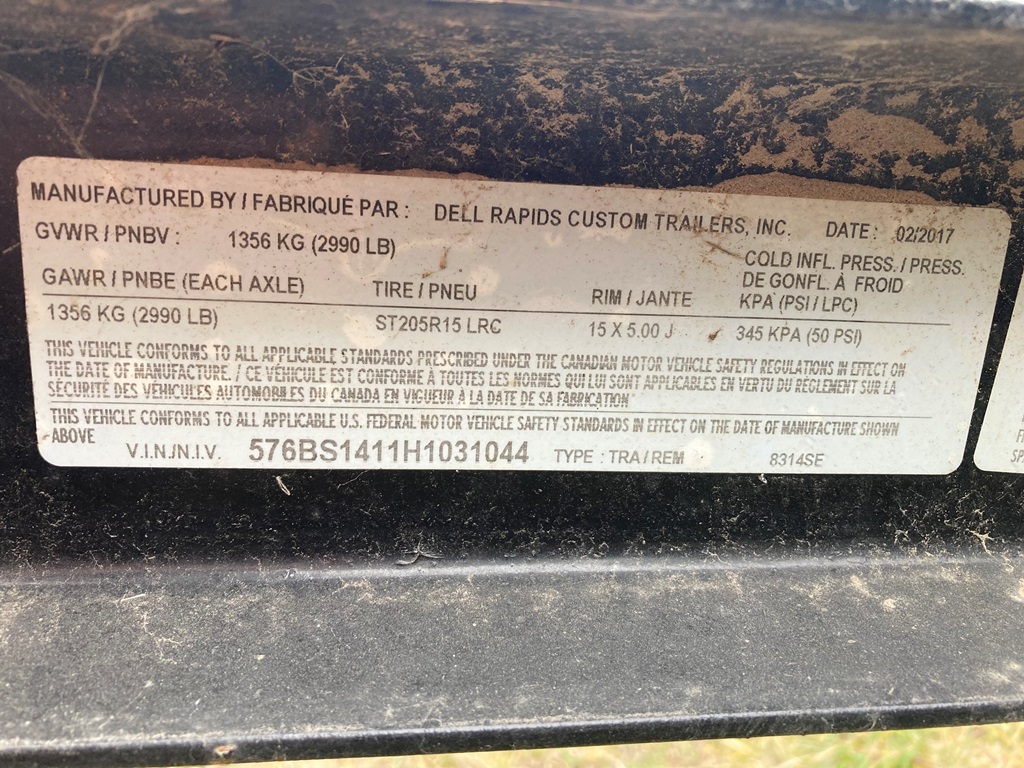 MANUFACTURED BY / FABRIQUÉ PAR : DELL RAPIDS CUSTOM TRAILERS, INC. DATE : 02/2017
GVWR / PNBV : 1356 KG (2990 LB)
GAWR / PNBE (EACH AXLE) TIRE / PNEU RIM / JANTE COLD INFL. PRESS. / PRESS.
DE GONFL. À FROID
KPA (PSI / LPC)
1356 KG (2990 LB) ST205R15 LRC 15 X 5.00 J 345 KPA (50 PSI)
THIS VEHICLE CONFORMS TO ALL APPLICABLE STANDARDS PRESCRIBED UNDER THE CANADIAN MOTOR VEHICLE SAFETY REGULATIONS IN EFFECT ON
THE DATE OF MANUFACTURE. / CE VÉHICULE EST CONFORME À TOUTES LES NORMES QUI LUI SONT APPLICABLES EN VERTU DU RÈGLEMENT SUR LA
SÉCURITÉ DES VÉHICULES AUTOMOBILES DU CANADA EN VIGUEUR À LA DATE DE SA FABRICATION
THIS VEHICLE CONFORMS TO ALL APPLICABLE U.S. FEDERAL MOTOR VEHICLE SAFETY STANDARDS IN EFFECT ON THE DATE OF MANUFACTURE SHOWN
ABOVE
V.I.N./N.I.V. 576BS1411H1031044 TYPE : TRA / REM 8314SE